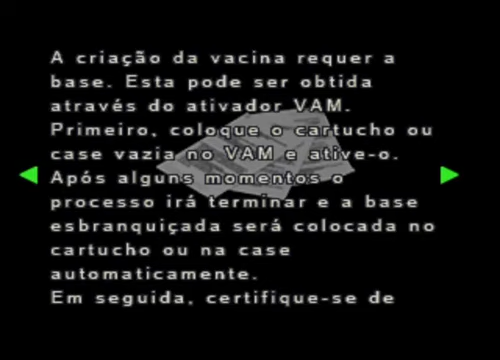 A criação da vacina requer a
base. Esta pode ser obtida
através do ativador VAM.
Primeiro, coloque o cartucho ou
case vazia no VAM e ative-o.
Após alguns momentos o
processo irá terminar e a base
esbranquiçada será colocada no
cartucho ou na case
automaticamente.
Em seguida, certifique-se de